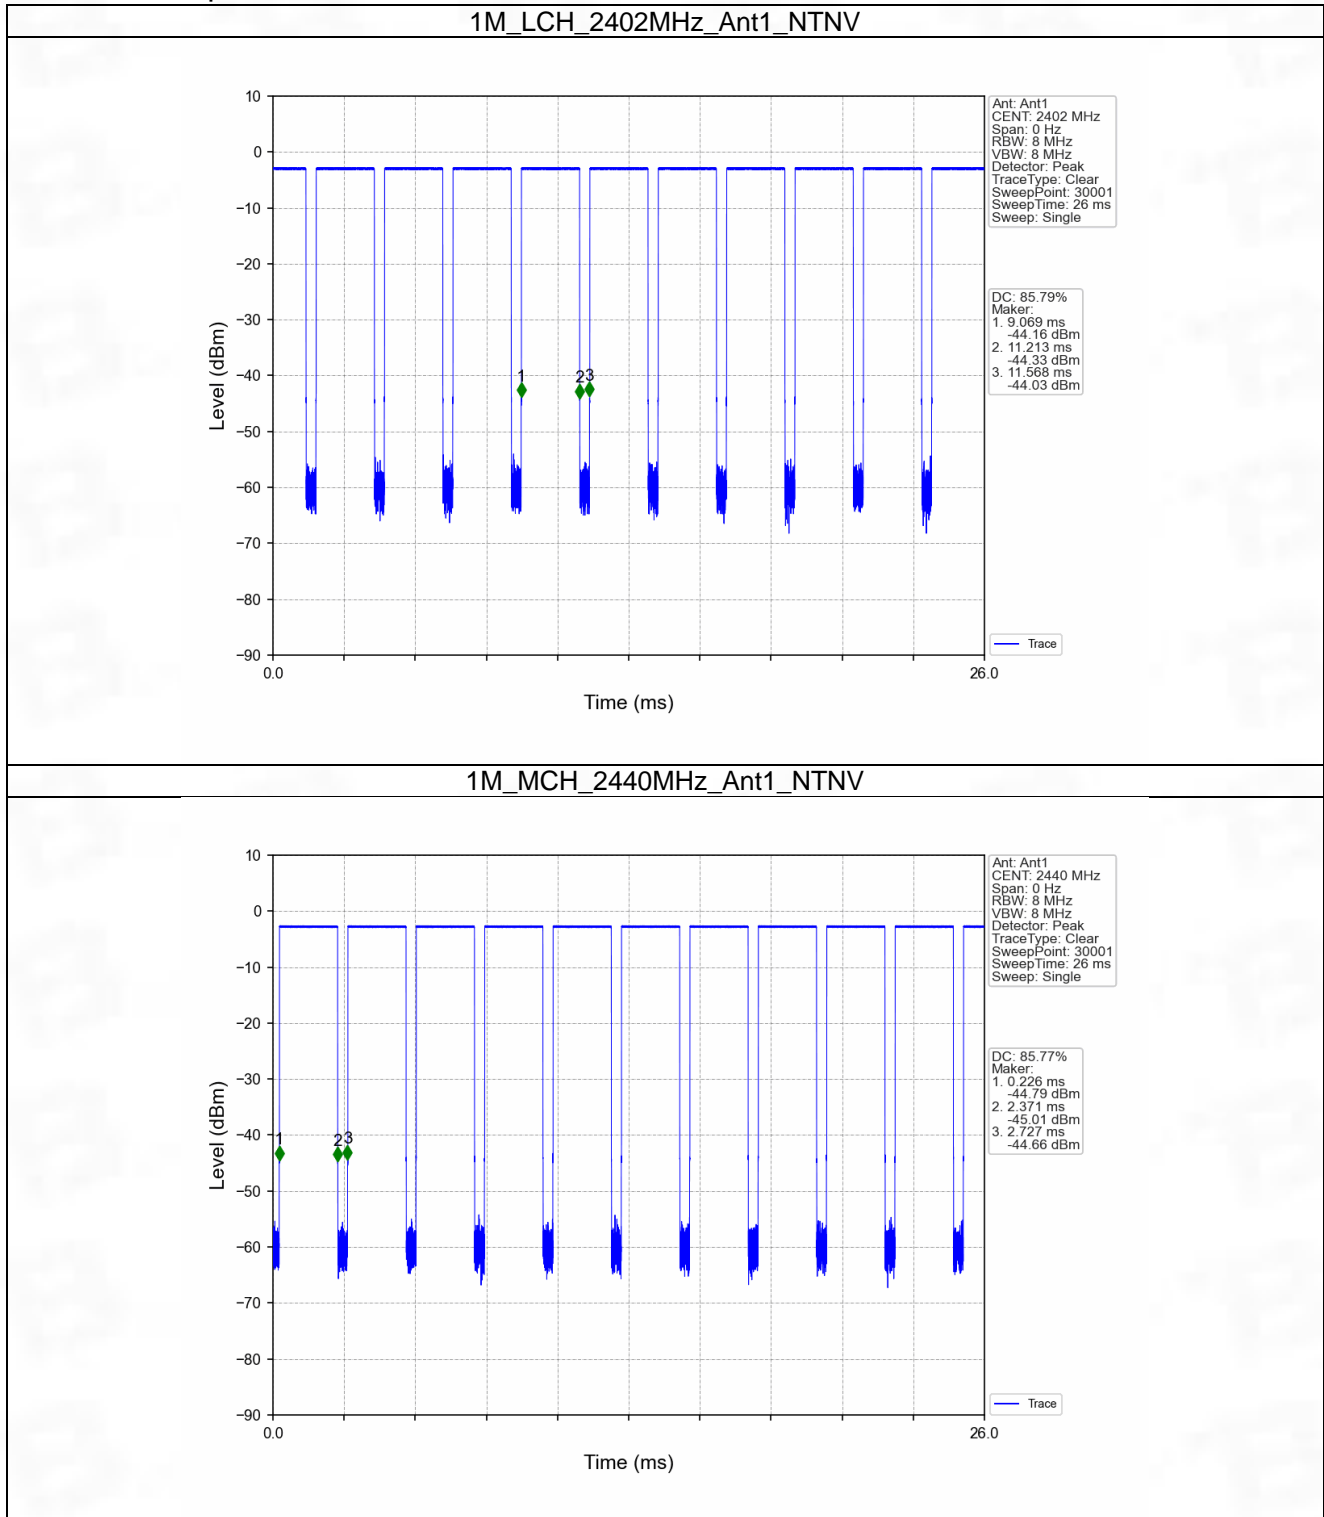 1M_LCH_2402MHz_Ant1_NTNV
10
0
−10
−20
−30
−40
−50
−60
−70
−80
−90
Level (dBm)
1
2
3
0.0
26.0
Time (ms)
Ant: Ant1
CENT: 2402 MHz
Span: 0 Hz
RBW: 8 MHz
VBW: 8 MHz
Detector: Peak
TraceType: Clear
SweepPoint: 30001
SweepTime: 26 ms
Sweep: Single
DC: 85.79%
Maker:
1. 9.069 ms
-44.16 dBm
2. 11.213 ms
-44.33 dBm
3. 11.568 ms
-44.03 dBm
Trace
1M_MCH_2440MHz_Ant1_NTNV
10
0
−10
−20
−30
−40
−50
−60
−70
−80
−90
Level (dBm)
1
2
3
0.0
26.0
Time (ms)
Ant: Ant1
CENT: 2440 MHz
Span: 0 Hz
RBW: 8 MHz
VBW: 8 MHz
Detector: Peak
TraceType: Clear
SweepPoint: 30001
SweepTime: 26 ms
Sweep: Single
DC: 85.77%
Maker:
1. 0.226 ms
-44.79 dBm
2. 2.371 ms
-45.01 dBm
3. 2.727 ms
-44.66 dBm
Trace